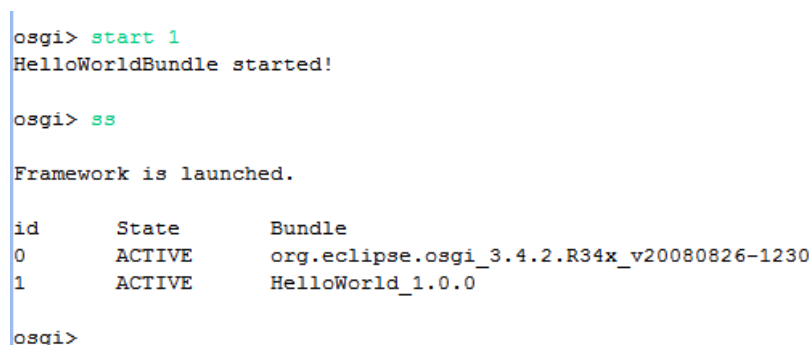 osgi> start 1
HelloWorldBundle started!
osgi> ss
Framework is launched.
id State Bundle
0 ACTIVE org.eclipse.osgi_3.4.2.R34x_v20080826-1230
1 ACTIVE HelloWorld_1.0.0
osgi>